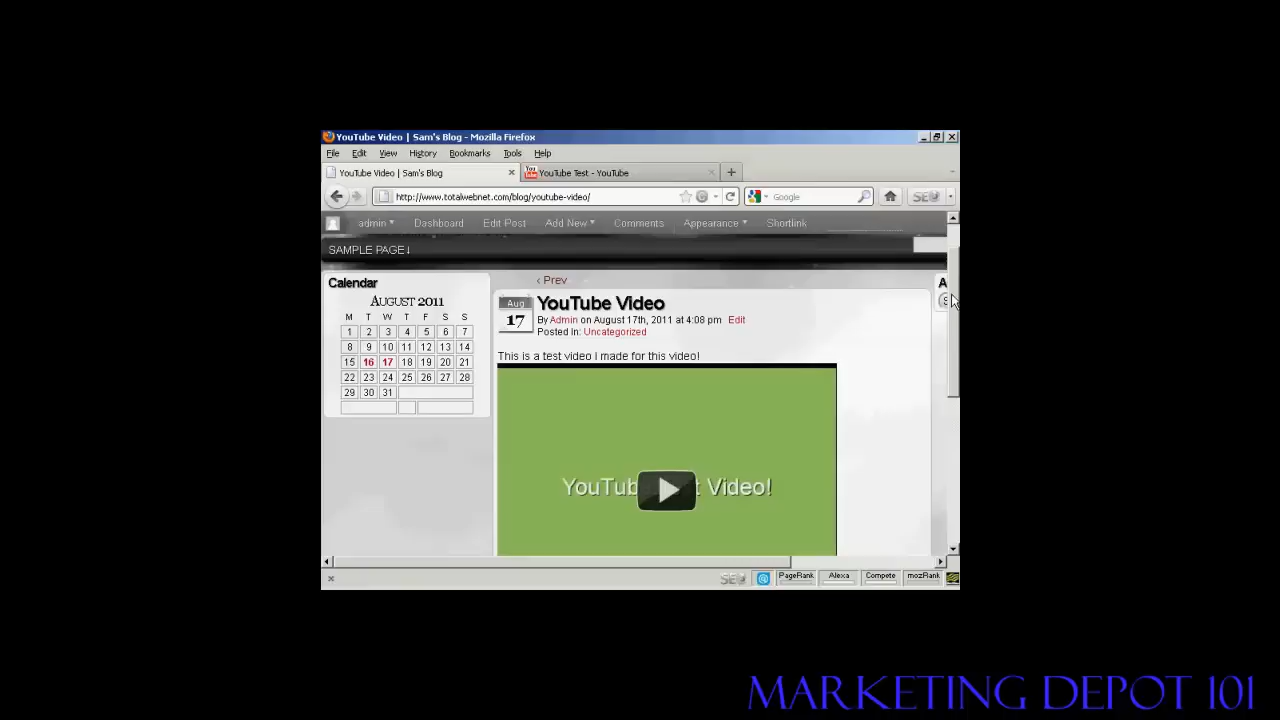 YouTube Video | Sam's Blog - Mozilla Firefox
File Edit View History Bookmarks Tools Help
YouTube Video | Sam's Blog
YouTube Test - YouTube
http://www.totalwebnet.com/blog/youtube-video/
Google
admin Dashboard Edit Post Add New Comments Appearance Shortlink
SAMPLE PAGE↓
Calendar
AUGUST 2011
M T W T F S S
1 2 3 4 5 6 7
8 9 10 11 12 13 14
15 16 17 18 19 20 21
22 23 24 25 26 27 28
29 30 31
‹ Prev
Aug
17
YouTube Video
By Admin on August 17th, 2011 at 4:08 pm Edit
Posted In: Uncategorized
This is a test video I made for this video!
Video!
PageRank Alexa Compete mozRank
MARKETING DEPOT 101